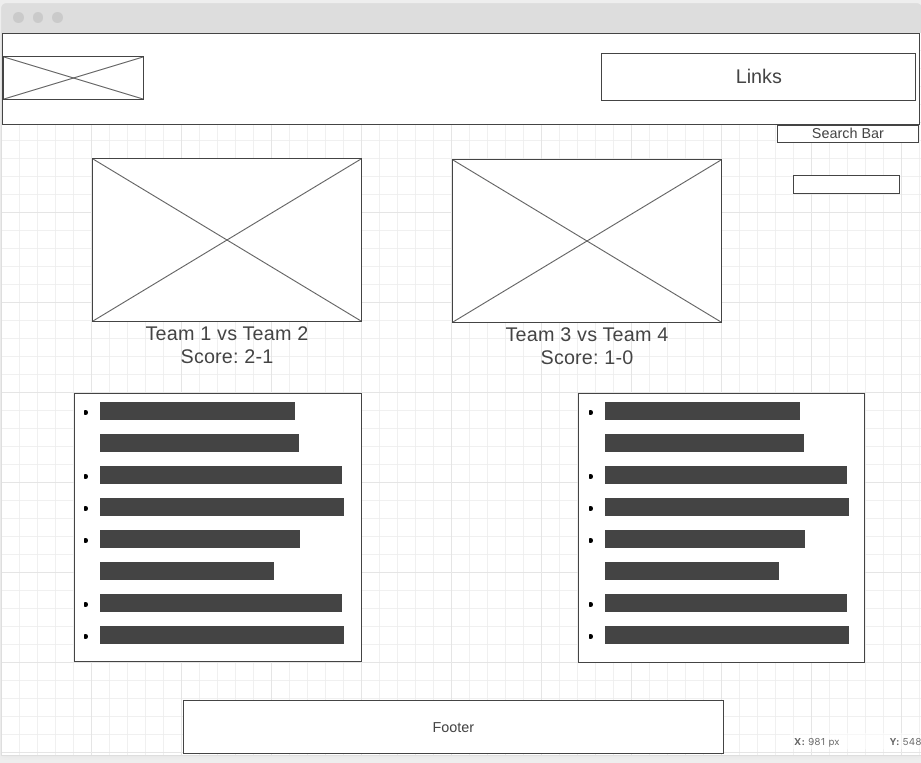 Links
Search Bar
Team 1 vs Team 2
Score: 2-1
Team 3 vs Team 4
Score: 1-0
Footer
X: 981 px
Y: 548